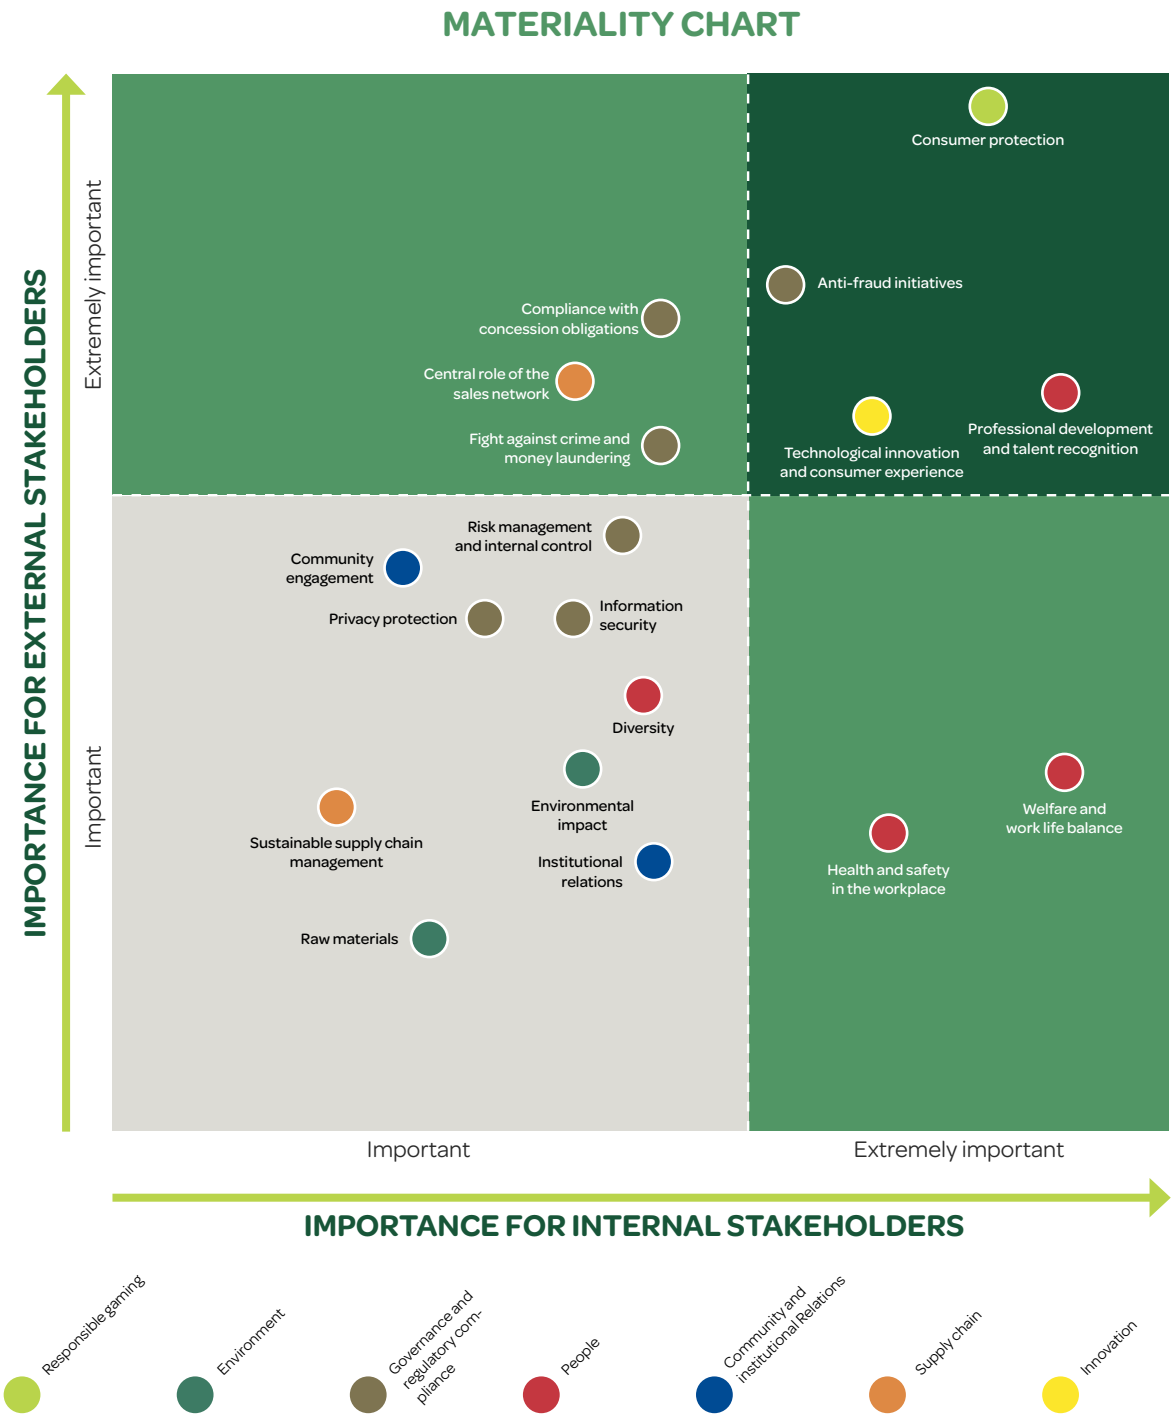 MATERIALITY CHART
IMPORTANCE FOR EXTERNAL STAKEHOLDERS
Extremely important
Important
Consumer protection
Anti-fraud initiatives
Compliance with
concession obligations
Central role of the
sales network
Fight against crime and
money laundering
Technological innovation
and consumer experience
Professional development
and talent recognition
Risk management
and internal control
Community
engagement
Privacy protection
Information
security
Diversity
Environmental
impact
Sustainable supply chain
management
Institutional
relations
Raw materials
Welfare and
work life balance
Health and safety
in the workplace
Important
Extremely important
IMPORTANCE FOR INTERNAL STAKEHOLDERS
Responsible gaming
Environment
Governance and
regulatory com-
pliance
People
Community and
institutional Relations
Supply chain
Innovation